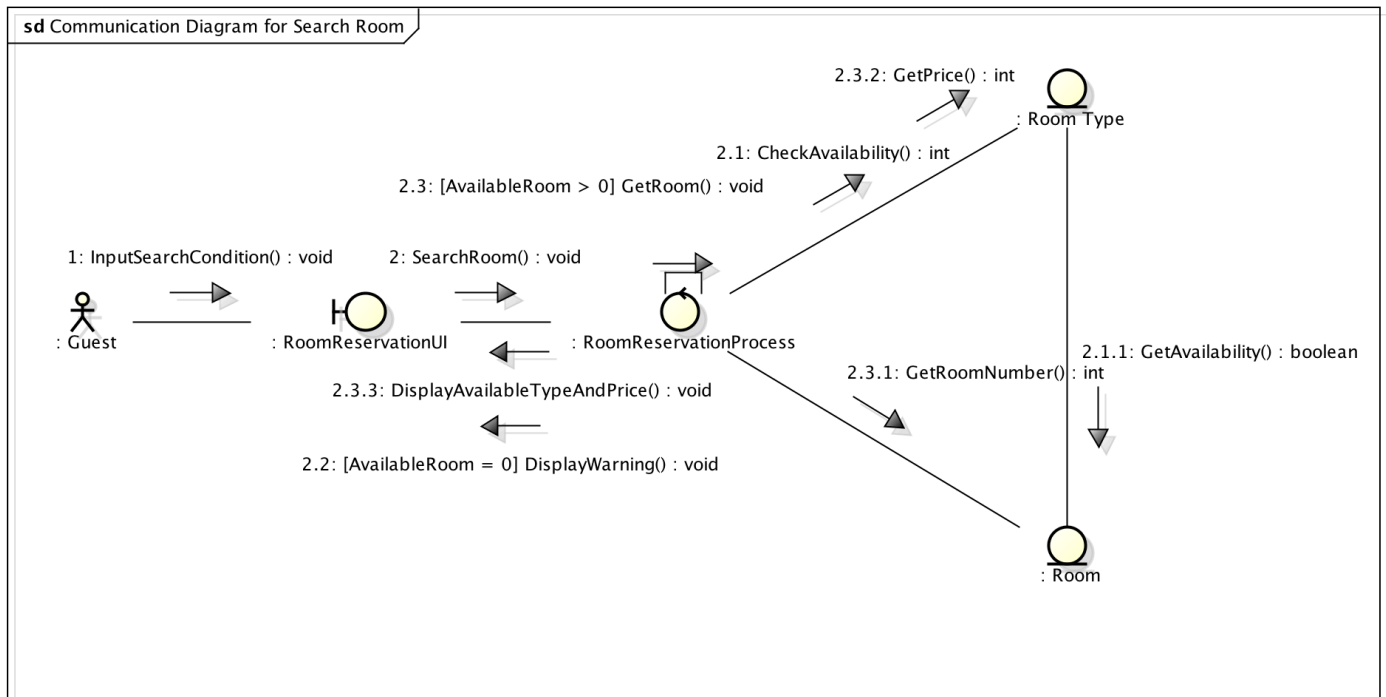 sd Communication Diagram for Search Room
2.3.2: GetPrice() : int
: Room Type
2.1: CheckAvailability() : int
2.3: [AvailableRoom > 0] GetRoom() : void
1: InputSearchCondition() : void
2: SearchRoom() : void
: Guest
: RoomReservationUI
: RoomReservationProcess
2.1.1: GetAvailability() : boolean
2.3.1: GetRoomNumber() : int
2.3.3: DisplayAvailableTypeAndPrice() : void
2.2: [AvailableRoom = 0] DisplayWarning() : void
: Room